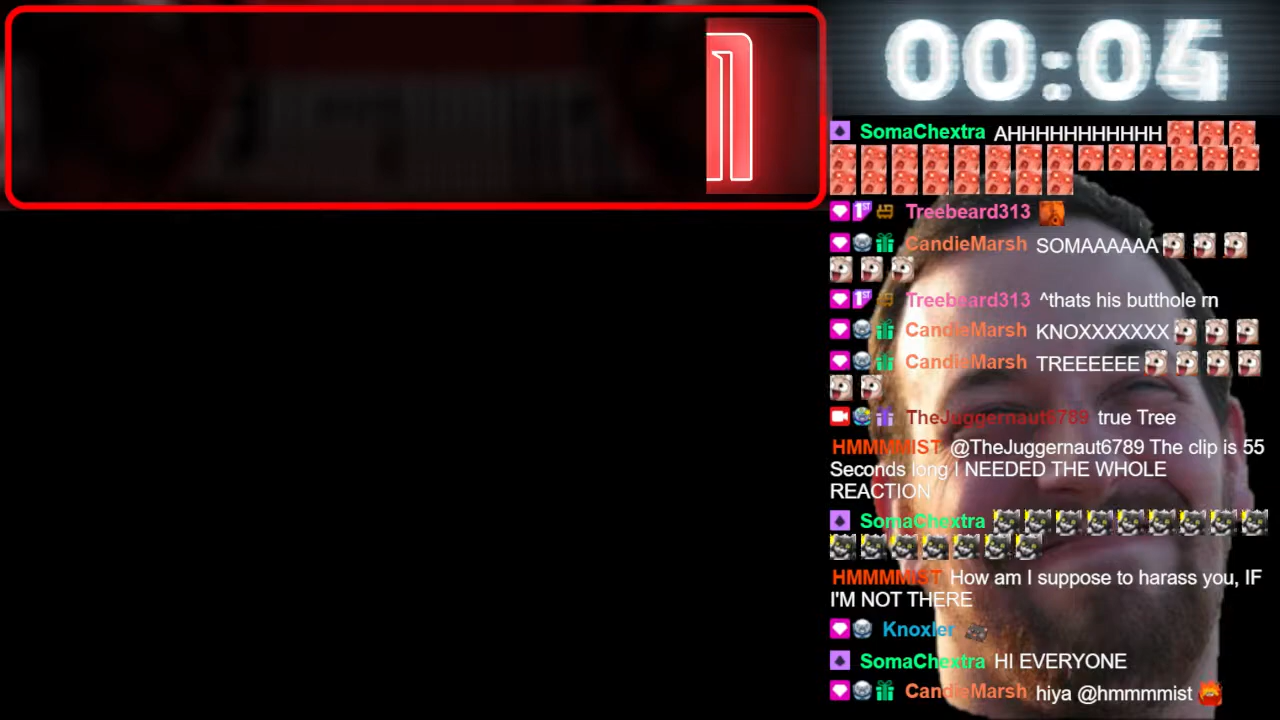 00:04
SomaChextra AHHHHHHHHHHH
Treebeard313
CandieMarsh SOMAAAAAA
Treebeard313 ^thats his butthole rn
CandieMarsh KNOXXXXXXX
CandieMarsh TREEEEEE
TheJuggernaut6789 true Tree
HMMMMIST @TheJuggernaut6789 The clip is 55
Seconds long I NEEDED THE WHOLE
REACTION
SomaChextra
HMMMMIST How am I suppose to harass you, IF
I'M NOT THERE
Knoxler
SomaChextra HI EVERYONE
CandieMarsh hiya @hmmmmist